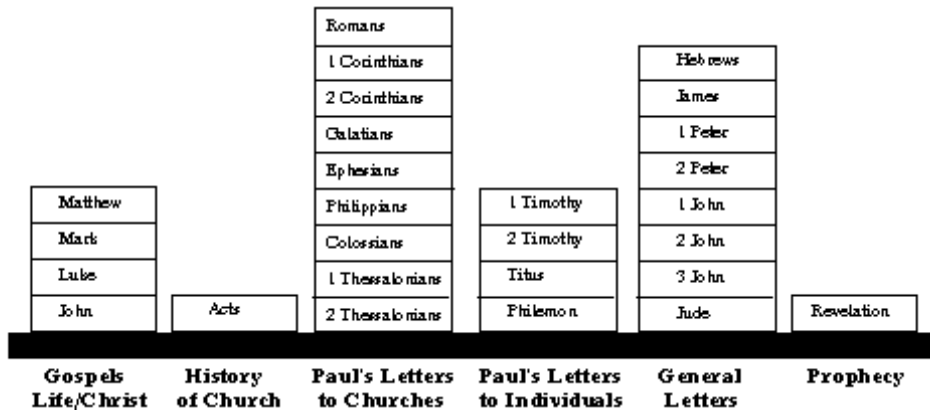 Matthew
Mark
Luke
John
Gospels
Life/Christ
Acts
History
of Church
Romans
1 Corinthians
2 Corinthians
Galatians
Ephesians
Philippians
Colossians
1 Thessalonians
2 Thessalonians
Paul's Letters
to Churches
1 Timothy
2 Timothy
Titus
Philemon
Paul's Letters
to Individuals
Hebrews
James
1 Peter
2 Peter
1 John
2 John
3 John
Jude
General
Letters
Revelation
Prophecy